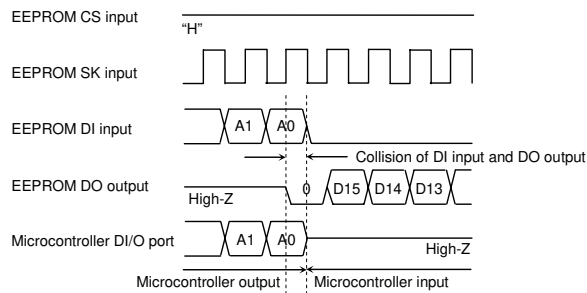 EEPROM CS input
“H”
EEPROM SK input
EEPROM DI input
A1 A0
Collision of DI input and DO output
EEPROM DO output
High-Z
0 D15 D14 D13
Microcontroller DI/O port
A1 A0
High-Z
Microcontroller output Microcontroller input